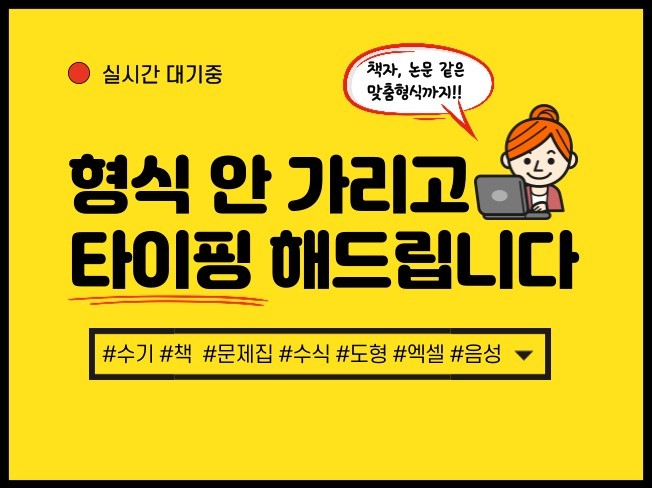 실시간 대기중
책자, 논문 같은
맞춤형식까지!!
형식 안 가리고
타이핑 해드립니다
#수기 #책 #문제집 #수식 #도형 #엑셀 #음성